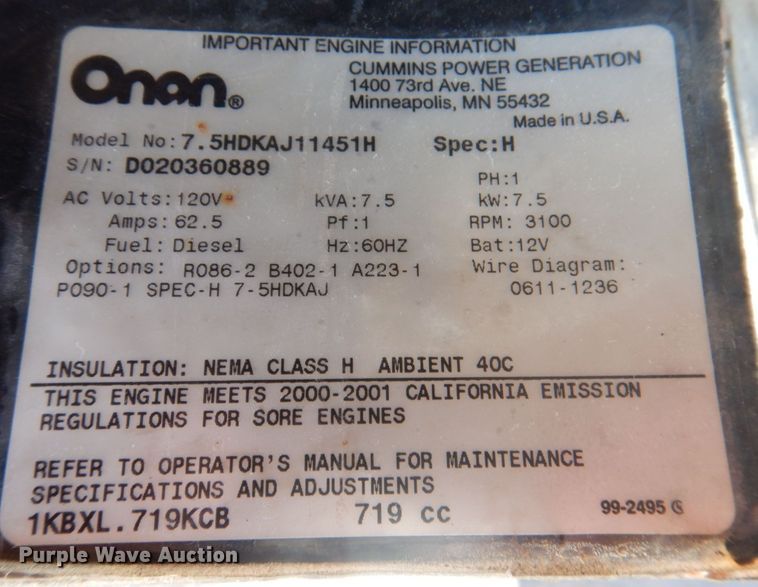 IMPORTANT ENGINE INFORMATION
Onan®
CUMMINS POWER GENERATION
1400 73rd Ave. NE
Minneapolis, MN 55432
Made in U.S.A.
Model No: 7.5HDKAJ11451H Spec:H
S/N: D020360889
PH:1
AC Volts: 120V kVA:7.5 kW: 7.5
Amps: 62.5 Pf:1 RPM: 3100
Fuel: Diesel Hz:60HZ Bat:12V
Options: R086-2 B402-1 A223-1 Wire Diagram:
P090-1 SPEC-H 7-5HDKAJ 0611-1236
INSULATION: NEMA CLASS H AMBIENT 40C
THIS ENGINE MEETS 2000-2001 CALIFORNIA EMISSION
REGULATIONS FOR SORE ENGINES
REFER TO OPERATOR'S MANUAL FOR MAINTENANCE
SPECIFICATIONS AND ADJUSTMENTS
1KBXL.719KCB 719 cc 99-2495
Purple Wave Auction